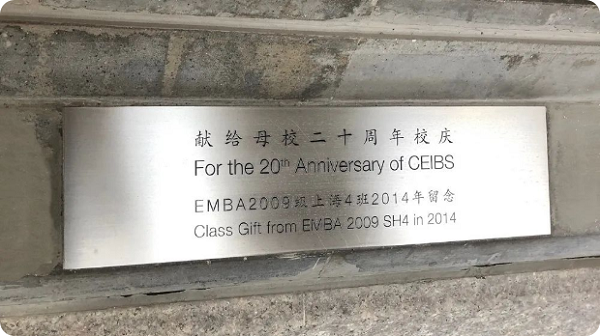 献给母校二十周年校庆
For the 20th Anniversary of CEIBS
EMBA2009级上海4班2014年留念
Class Gift from EMBA 2009 SH4 in 2014